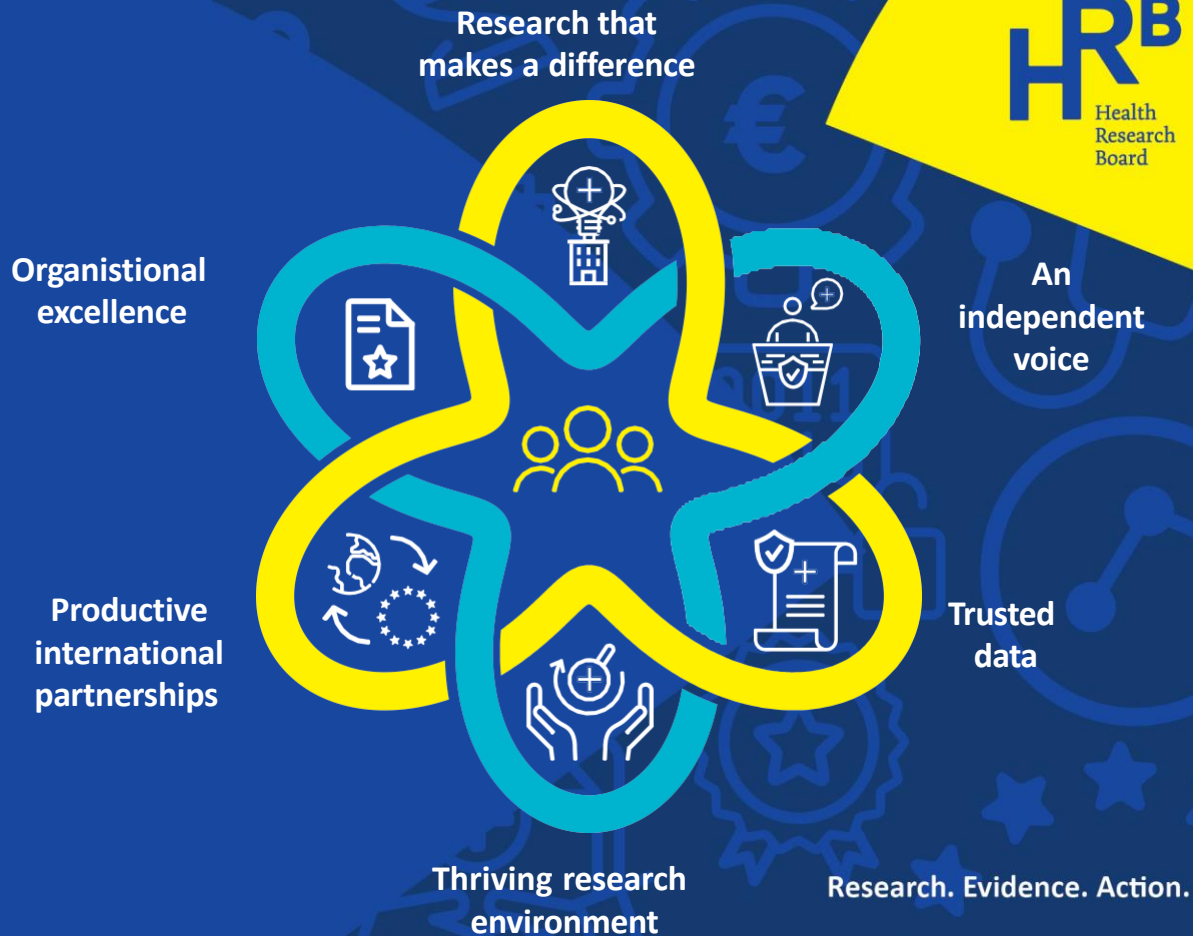 Research that
makes a difference
HRB
Health
Research
Board
Organistional
excellence
An
independent
voice
Productive
international
partnerships
Trusted
data
Thriving research
environment
Research. Evidence. Action.
€